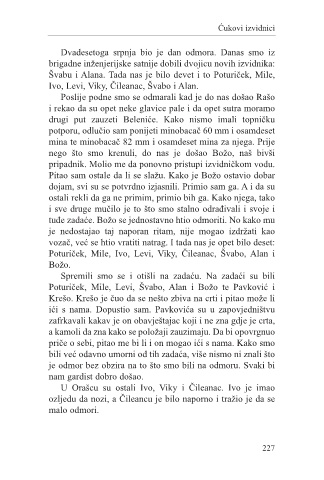 Ćukovi izvidnici
Dvadesetoga srpnja bio je dan odmora. Danas smo iz
brigadne inženjerijske satnije dobili dvojicu novih izvidnika:
Švabu i Alana. Tada nas je bilo devet i to Poturiček, Mile,
Ivo, Levi, Viky, Čileanac, Švabo i Alan.
Poslije podne smo se odmarali kad je do nas došao Rašo
i rekao da su opet neke glavice pale i da opet sutra moramo
drugi put zauzeti Beleniće. Kako nismo imali topničku
potporu, odlučio sam ponijeti minobacač 60 mm i osamdeset
mina te minobacač 82 mm i osamdeset mina za njega. Prije
nego što smo krenuli, do nas je došao Božo, naš bivši
pripadnik. Molio me da ponovno pristupi izvidničkom vodu.
Pitao sam ostale da li se slažu. Kako je Božo ostavio dobar
dojam, svi su se potvrdno izjasnili. Primio sam ga. A i da su
ostali rekli da ga ne primim, primio bih ga. Kako njega, tako
i sve druge mučilo je to što smo stalno odrađivali i svoje i
tuđe zadaće. Božo se jednostavno htio odmoriti. No kako mu
je nedostajao taj naporan ritam, nije mogao izdržati kao
vozač, već se htio vratiti natrag. I tada nas je opet bilo deset:
Poturiček, Mile, Ivo, Levi, Viky, Čileanac, Švabo, Alan i
Božo.
Spremili smo se i otišli na zadaću. Na zadaći su bili
Poturiček, Mile, Levi, Švabo, Alan i Božo te Pavković i
Krešo. Krešo je čuo da se nešto zbiva na crti i pitao može li
ići s nama. Dopustio sam. Pavkovića su u zapovjedništvu
zafrkavali kakav je on obavještajac koji i ne zna gdje je crta,
a kamoli da zna kako se položaji zauzimaju. Da bi opovrgnuo
priče o sebi, pitao me bi li i on mogao ići s nama. Kako smo
bili već odavno umorni od tih zadaća, više nismo ni znali što
je odmor bez obzira na to što smo bili na odmoru. Svaki bi
nam gardist dobro došao.
U Orašcu su ostali Ivo, Viky i Čileanac. Ivo je imao
ozljedu da nozi, a Čileancu je bilo naporno i tražio je da se
malo odmori.
227